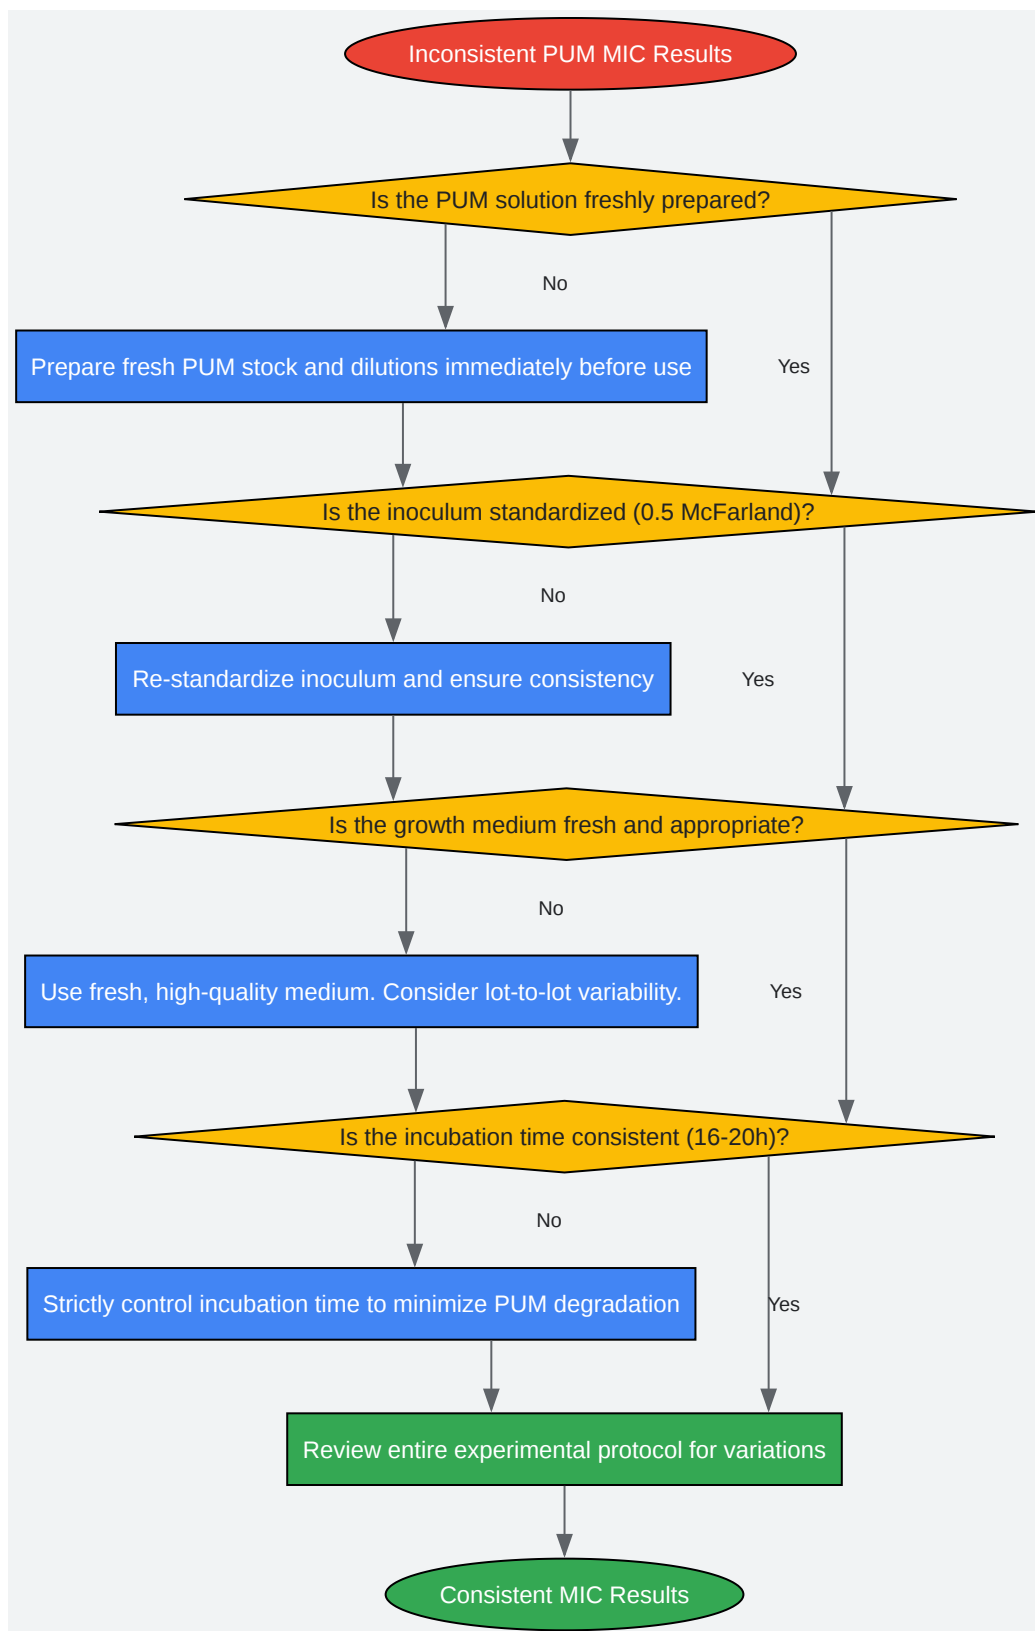 Inconsistent PUM MIC Results
Is the PUM solution freshly prepared?
No
Prepare fresh PUM stock and dilutions immediately before use
Yes
Is the inoculum standardized (0.5 McFarland)?
No
Re-standardize inoculum and ensure consistency
Yes
Is the growth medium fresh and appropriate?
No
Use fresh, high-quality medium. Consider lot-to-lot variability.
Yes
Is the incubation time consistent (16-20h)?
No
Strictly control incubation time to minimize PUM degradation
Yes
Review entire experimental protocol for variations
Consistent MIC Results